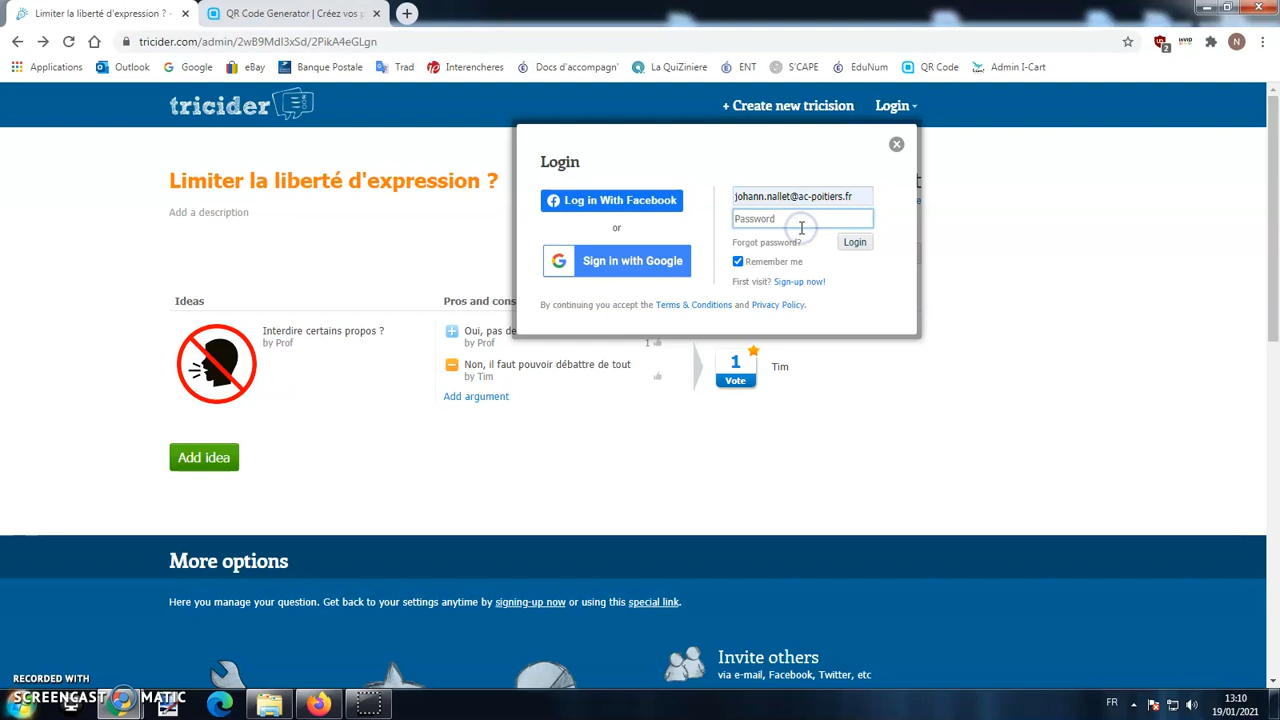 Limiter la liberté d'expression ? -
QR Code Generator | Créez vos p
tricider.com/admin/2wB9MdI3xSd/2PikA4eGLgn
2
N
Applications Outlook Google eBay Banque Postale Trad Interencheres Docs d'accompagn' La QuiZiniere ENT S'CAPE EduNum QR Code Admin I-Cart
tricider
+ Create new tricision Login
Login
Limiter la liberté d'expression ?
Add a description
Log in With Facebook
or
Sign in with Google
johann.nallet@ac-poitiers.fr
Password
Forgot password? Login
Remember me
First visit? Sign-up now!
By continuing you accept the Terms & Conditions and Privacy Policy.
Ideas
Pros and cons
Interdire certains propos ?
by Prof
Oui, pas de
by Prof
1
Non, il faut pouvoir débattre de tout
by Tim
Add argument
1
Vote
Tim
Add idea
More options
Here you manage your question. Get back to your settings anytime by signing-up now or using this special link.
Invite others
via e-mail, Facebook, Twitter, etc
RECORDED WITH
SCREENCAST MATIC
FR
13:10
19/01/2021